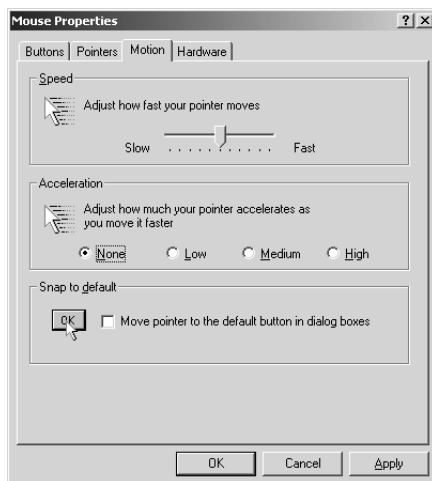 Mouse Properties
Buttons
Pointers
Motion
Hardware
Speed
Adjust how fast your pointer moves
Slow
Fast
Acceleration
Adjust how much your pointer accelerates as
you move it faster
None
Low
Medium
High
Snap to default
OK
Move pointer to the default button in dialog boxes
OK
Cancel
Apply